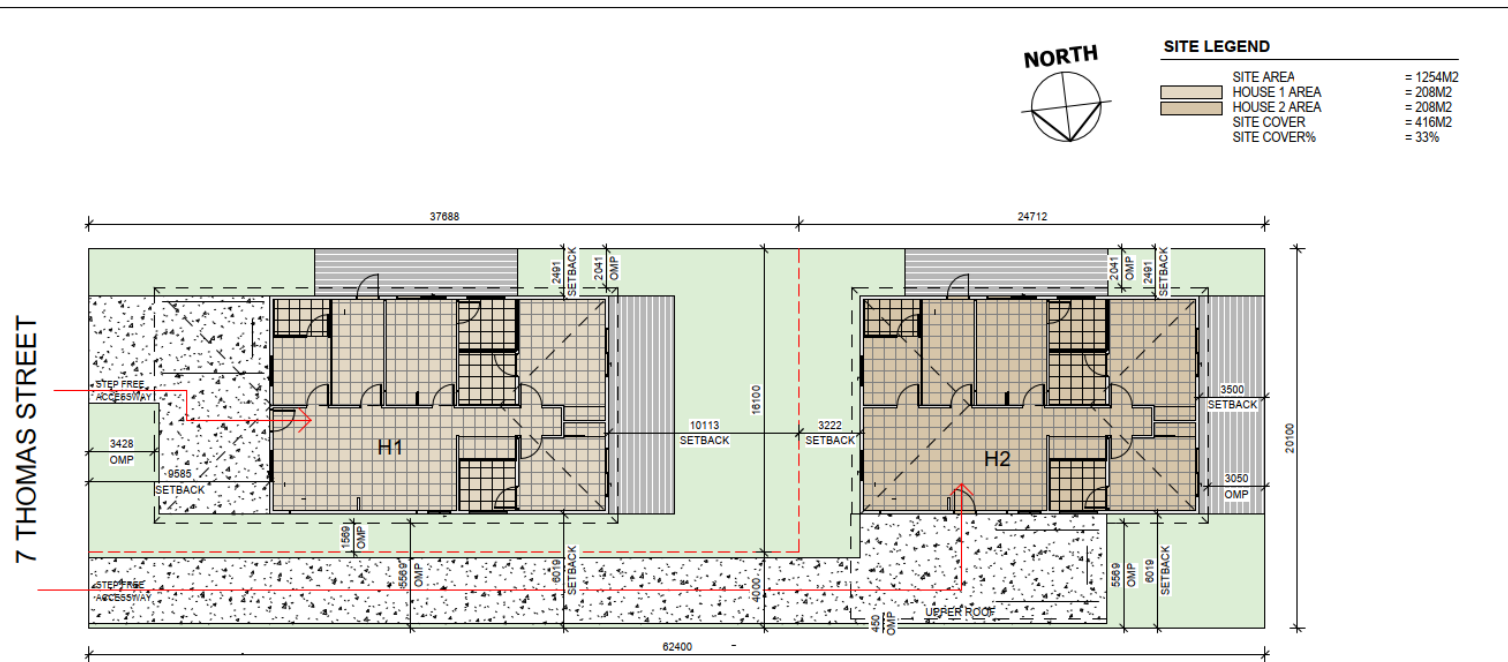 NORTH
SITE LEGEND
SITE AREA = 1254M2
HOUSE 1 AREA = 208M2
HOUSE 2 AREA = 208M2
SITE COVER = 416M2
SITE COVER% = 33%
37688
24712
2491
SETBACK
2041
OMP
2041
OMP
2491
SETBACK
7 THOMAS STREET
STEP FREE
ACCESSWAY
3428
OMP
9585
SETBACK
H1
10113
SETBACK
16100
3222
SETBACK
H2
3500
SETBACK
3050
OMP
20100
1569
OMP
STEP FREE
ACCESSWAY
5569
OMP
6019
SETBACK
4000
450
OMP
UPPER ROOF
5569
OMP
6019
SETBACK
62400